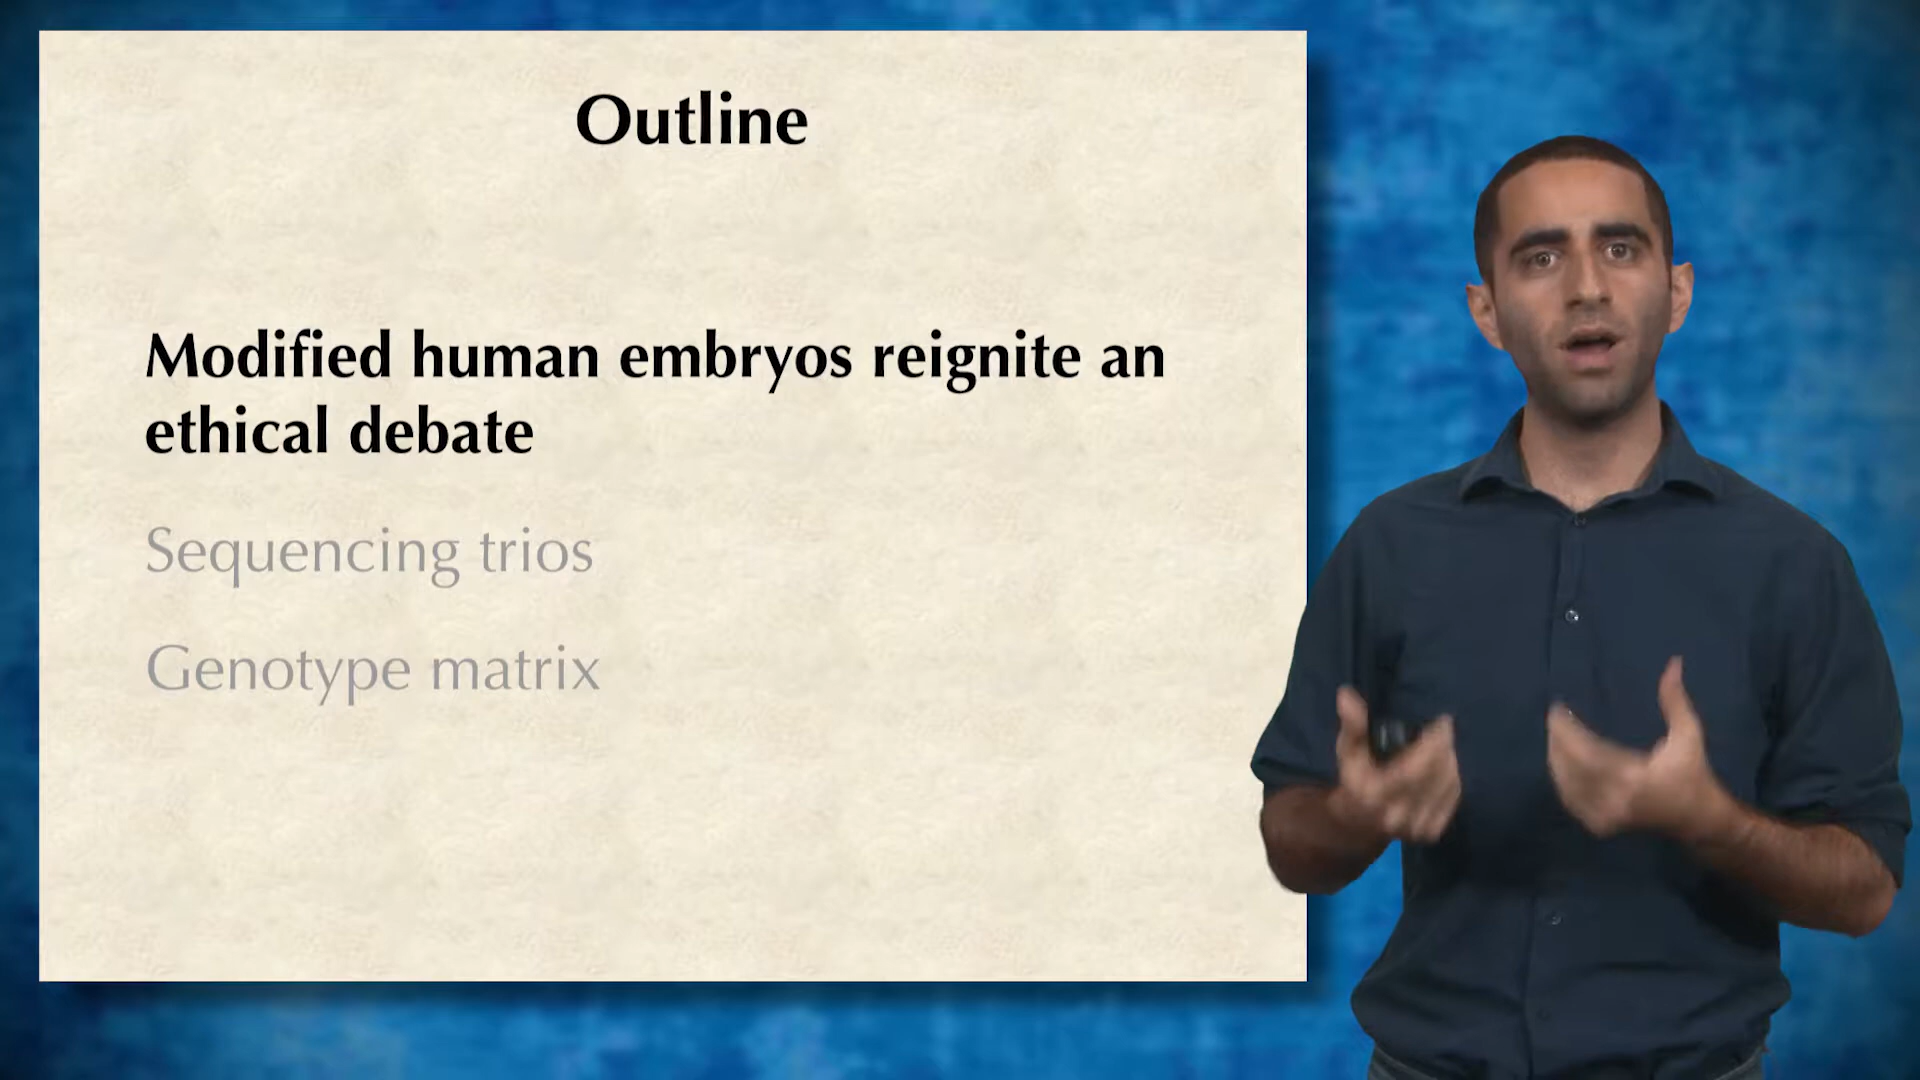 Outline
Modified human embryos reignite an
ethical debate
Sequencing trios
Genotype matrix